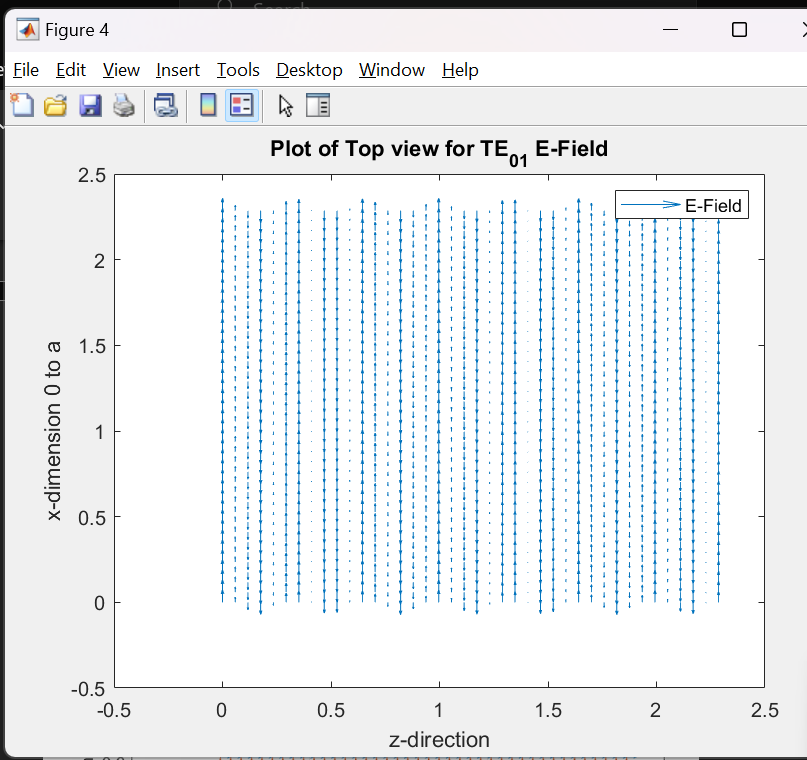 Search
Figure 4
File Edit View Insert Tools Desktop Window Help
Plot of Top view for TE01 E-Field
E-Field
2.5
2
1.5
1
0.5
0
-0.5
x-dimension 0 to a
-0.5 0 0.5 1 1.5 2 2.5
z-direction